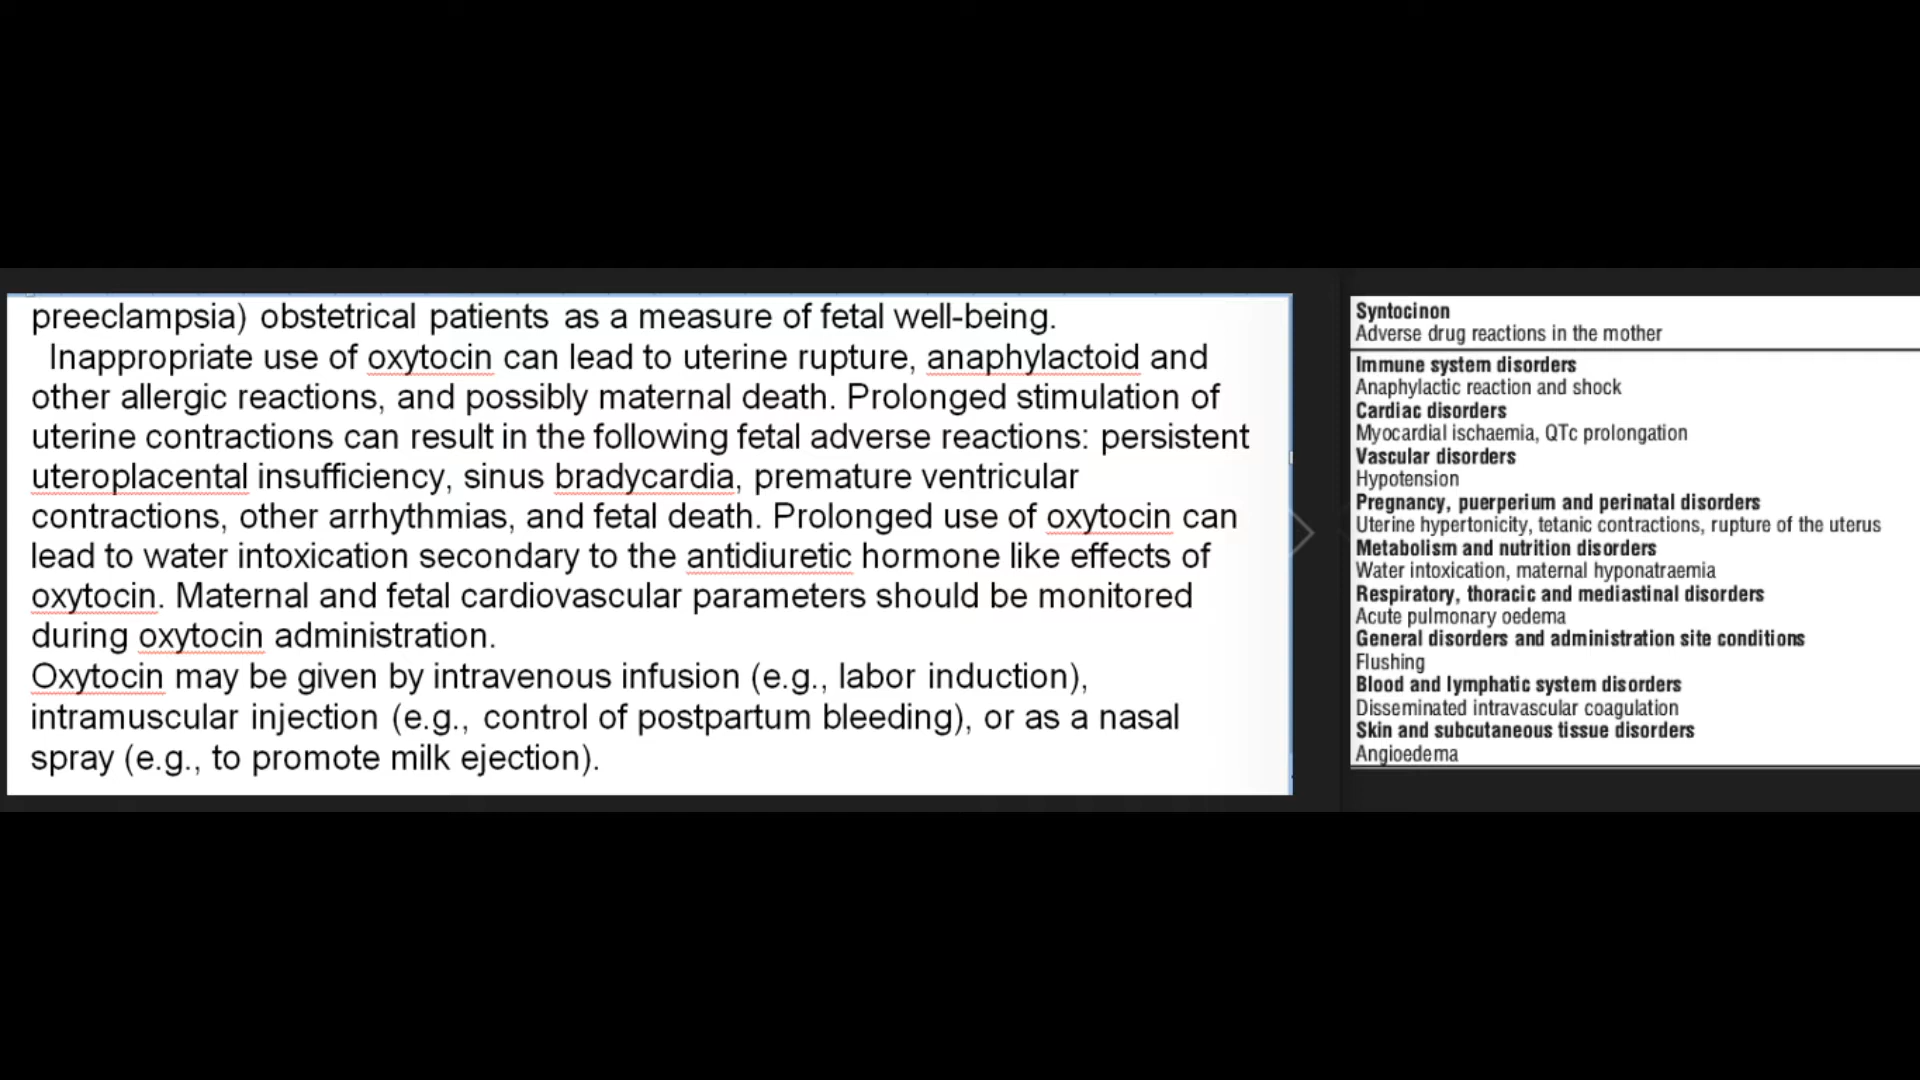 preeclampsia) obstetrical patients as a measure of fetal well-being.
Inappropriate use of oxytocin can lead to uterine rupture, anaphylactoid and
other allergic reactions, and possibly maternal death. Prolonged stimulation of
uterine contractions can result in the following fetal adverse reactions: persistent
uteroplacental insufficiency, sinus bradycardia, premature ventricular
contractions, other arrhythmias, and fetal death. Prolonged use of oxytocin can
lead to water intoxication secondary to the antidiuretic hormone like effects of
oxytocin. Maternal and fetal cardiovascular parameters should be monitored
during oxytocin administration.
Oxytocin may be given by intravenous infusion (e.g., labor induction),
intramuscular injection (e.g., control of postpartum bleeding), or as a nasal
spray (e.g., to promote milk ejection).
Syntocinon
Adverse drug reactions in the mother
Immune system disorders
Anaphylactic reaction and shock
Cardiac disorders
Myocardial ischaemia, QTc prolongation
Vascular disorders
Hypotension
Pregnancy, puerperium and perinatal disorders
Uterine hypertonicity, tetanic contractions, rupture of the uterus
Metabolism and nutrition disorders
Water intoxication, maternal hyponatraemia
Respiratory, thoracic and mediastinal disorders
Acute pulmonary oedema
General disorders and administration site conditions
Flushing
Blood and lymphatic system disorders
Disseminated intravascular coagulation
Skin and subcutaneous tissue disorders
Angioedema